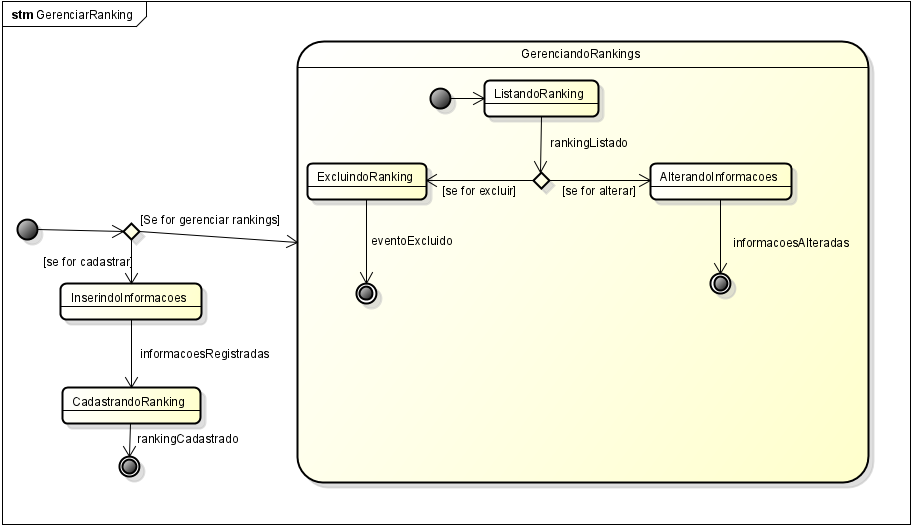 stm GerenciarRanking
GerenciandoRankings
ListandoRanking
rankingListado
ExcluindoRanking
[se for excluir]
[se for alterar]
AlterandoInformacoes
eventoExcluido
informacoesAlteradas
[Se for gerenciar rankings]
[se for cadastrar]
InserindoInformacoes
informacoesRegistradas
CadastrandoRanking
rankingCadastrado